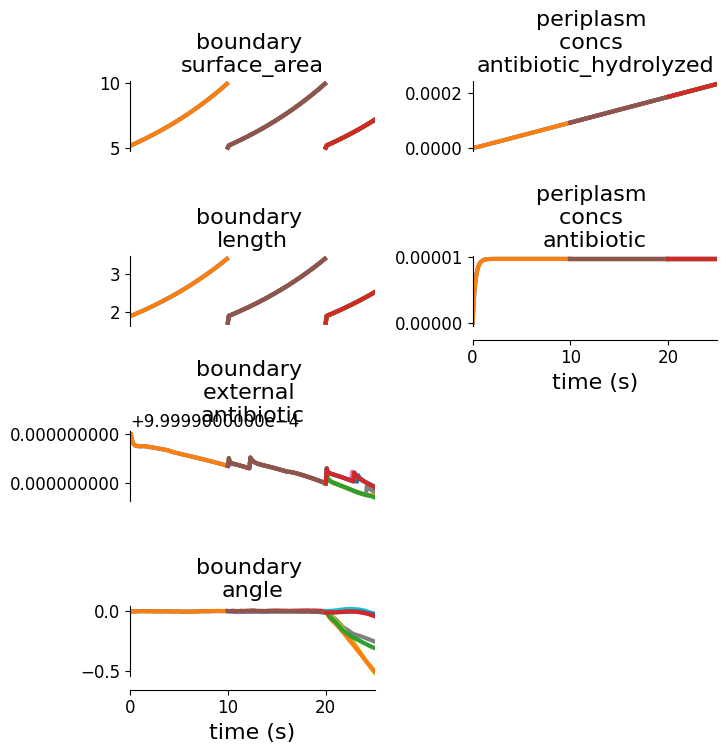 boundary
surface_area
10
5
periplasm
concs
antibiotic_hydrolyzed
0.0002
0.0000
boundary
length
3
2
periplasm
concs
antibiotic
0.00001
0.00000
0
10
20
time (s)
boundary
external
antibiotic
+9.9999000000e−4
0.000000000
0.000000000
boundary
angle
0.0
−0.5
0
10
20
time (s)